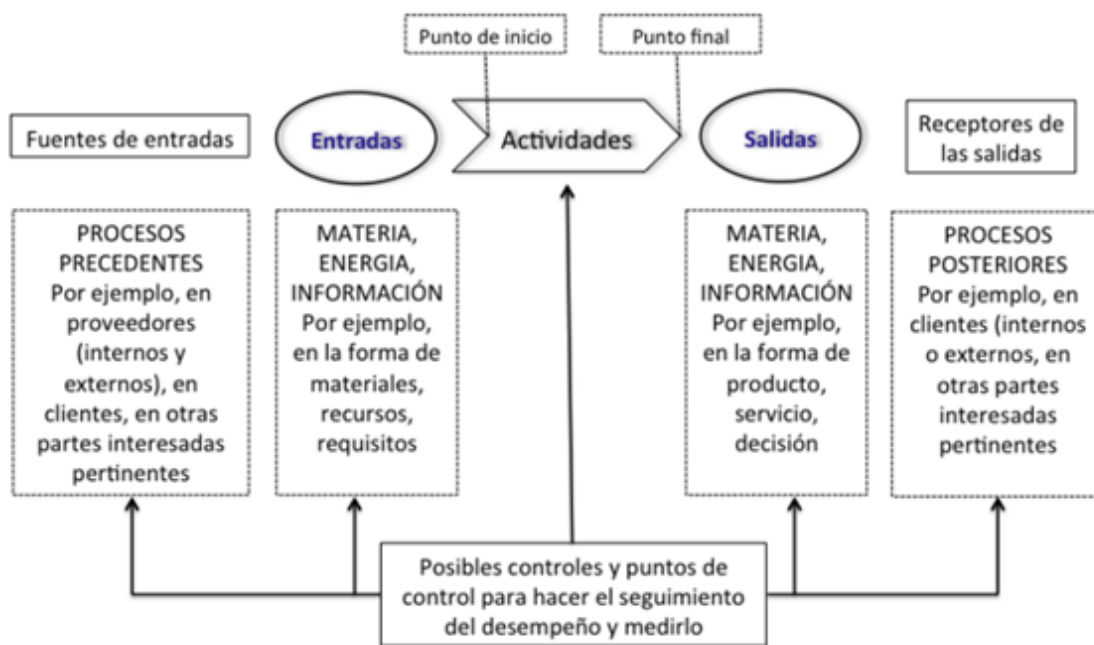 Punto de inicio
Punto final
Fuentes de entradas
Entradas
Actividades
Salidas
Receptores de
las salidas
PROCESOS
PRECEDENTES
Por ejemplo, en
proveedores
(internos y
externos), en
clientes, en otras
partes interesadas
pertinentes
MATERIA,
ENERGIA,
INFORMACIÓN
Por ejemplo,
en la forma de
materiales,
recursos,
requisitos
MATERIA,
ENERGIA,
INFORMACIÓN
Por ejemplo,
en la forma de
producto,
servicio,
decisión
PROCESOS
POSTERIORES
Por ejemplo, en
clientes (internos
o externos, en
otras partes
interesadas
pertinentes
Posibles controles y puntos de
control para hacer el seguimiento
del desempeño y medirlo